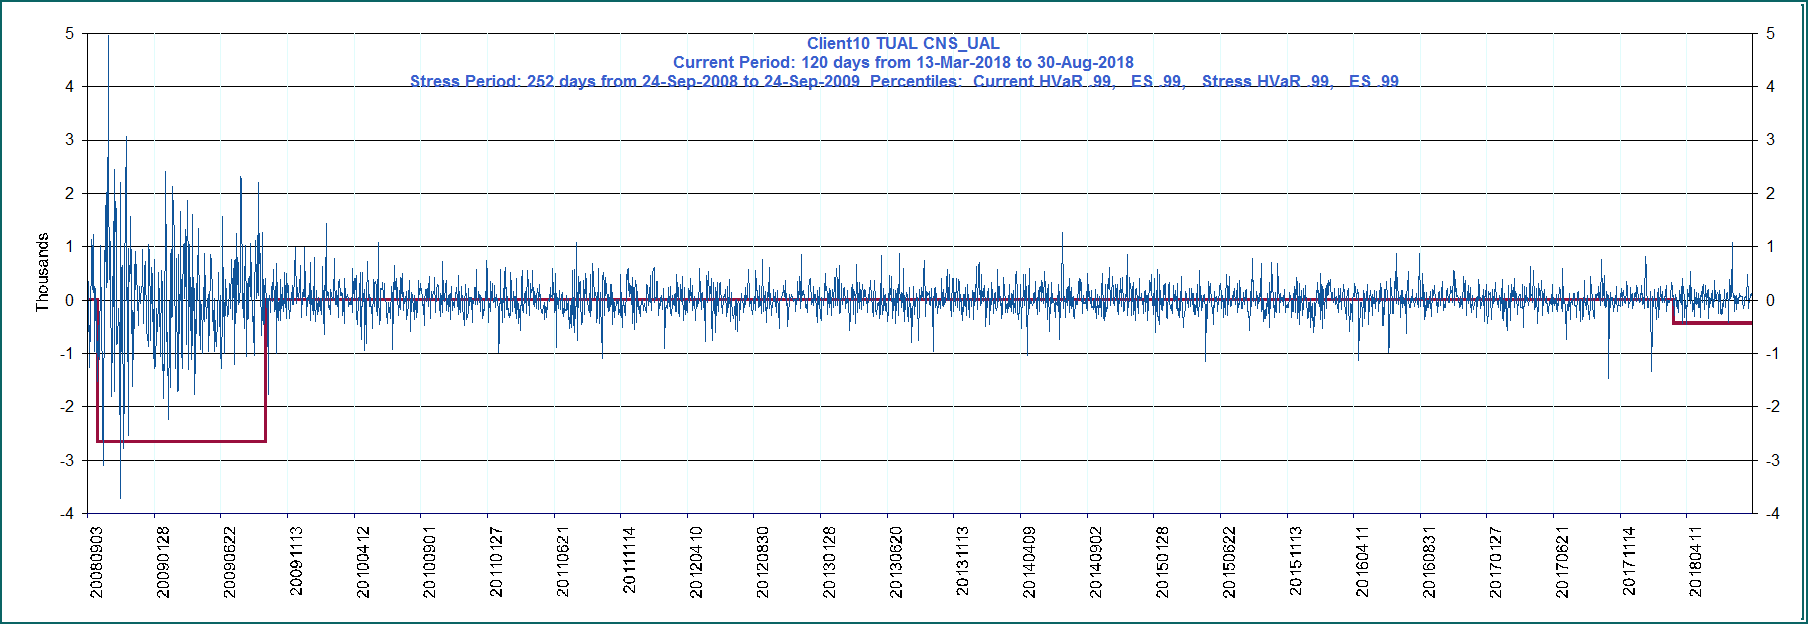 Client10 TUAL CNS_UAL
Current Period: 120 days from 13-Mar-2018 to 30-Aug-2018
Stress Period: 252 days from 24-Sep-2008 to 24-Sep-2009 Percentiles: Current HVaR .99, ES .99, Stress HVaR .99, ES .99
5 5
4 4
3 3
2 2
1 1
Thousands
0 0
-1 -1
-2 -2
-3 -3
-4 -4
20080903 20090128 20090622 20091113 20100412 20100901 20110127 20110621 20111114 20120410 20120830 20130128 20130620 20131113 20140409 20140902 20150128 20150622 20151113 20160411 20160831 20170127 20170621 20171114 20180411